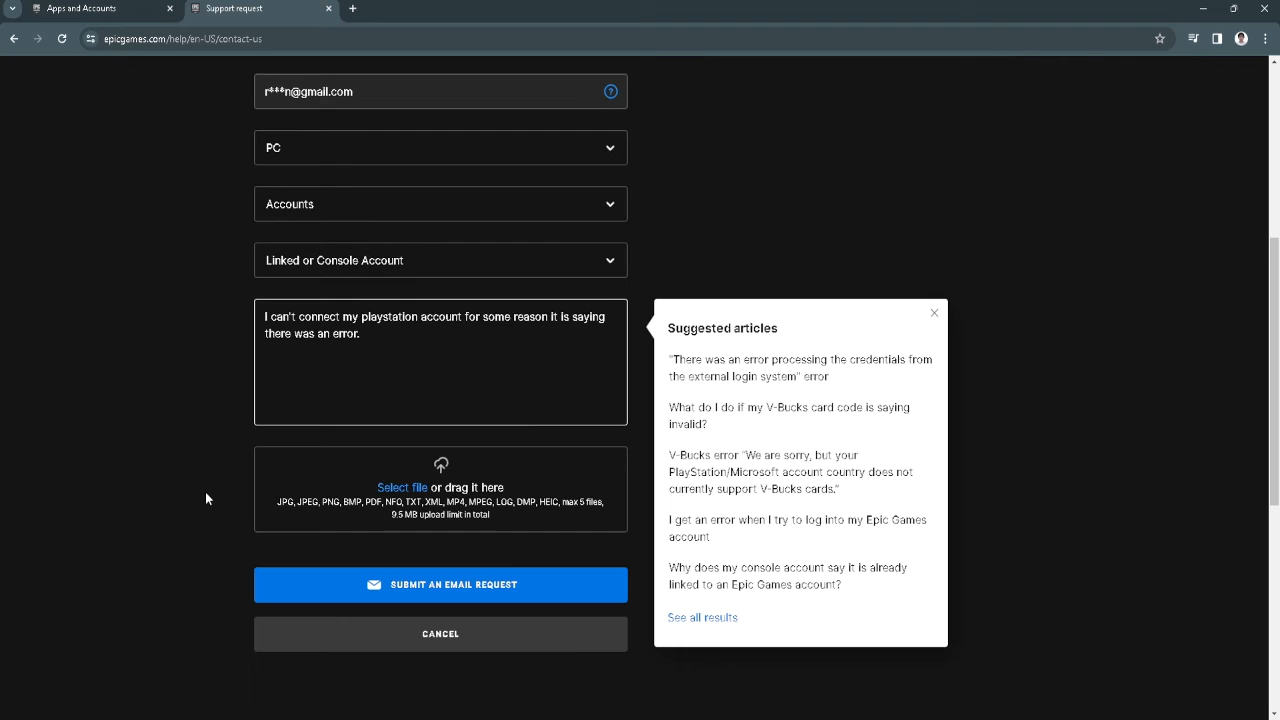 Apps and Accounts
Support request
epicgames.com/help/en-US/contact-us
r***n@gmail.com
?
PC
Accounts
Linked or Console Account
I can't connect my playstation account for some reason it is saying
there was an error.
Select file or drag it here
JPG, JPEG, PNG, BMP, PDF, NFO, TXT, XML, MP4, MPEG, LOG, DMP, HEIC, max 5 files,
9.5 MB upload limit in total
SUBMIT AN EMAIL REQUEST
CANCEL
Suggested articles
"There was an error processing the credentials from
the external login system" error
What do I do if my V-Bucks card code is saying
invalid?
V-Bucks error "We are sorry, but your
PlayStation/Microsoft account country does not
currently support V-Bucks cards."
I get an error when I try to log into my Epic Games
account
Why does my console account say it is already
linked to an Epic Games account?
See all results